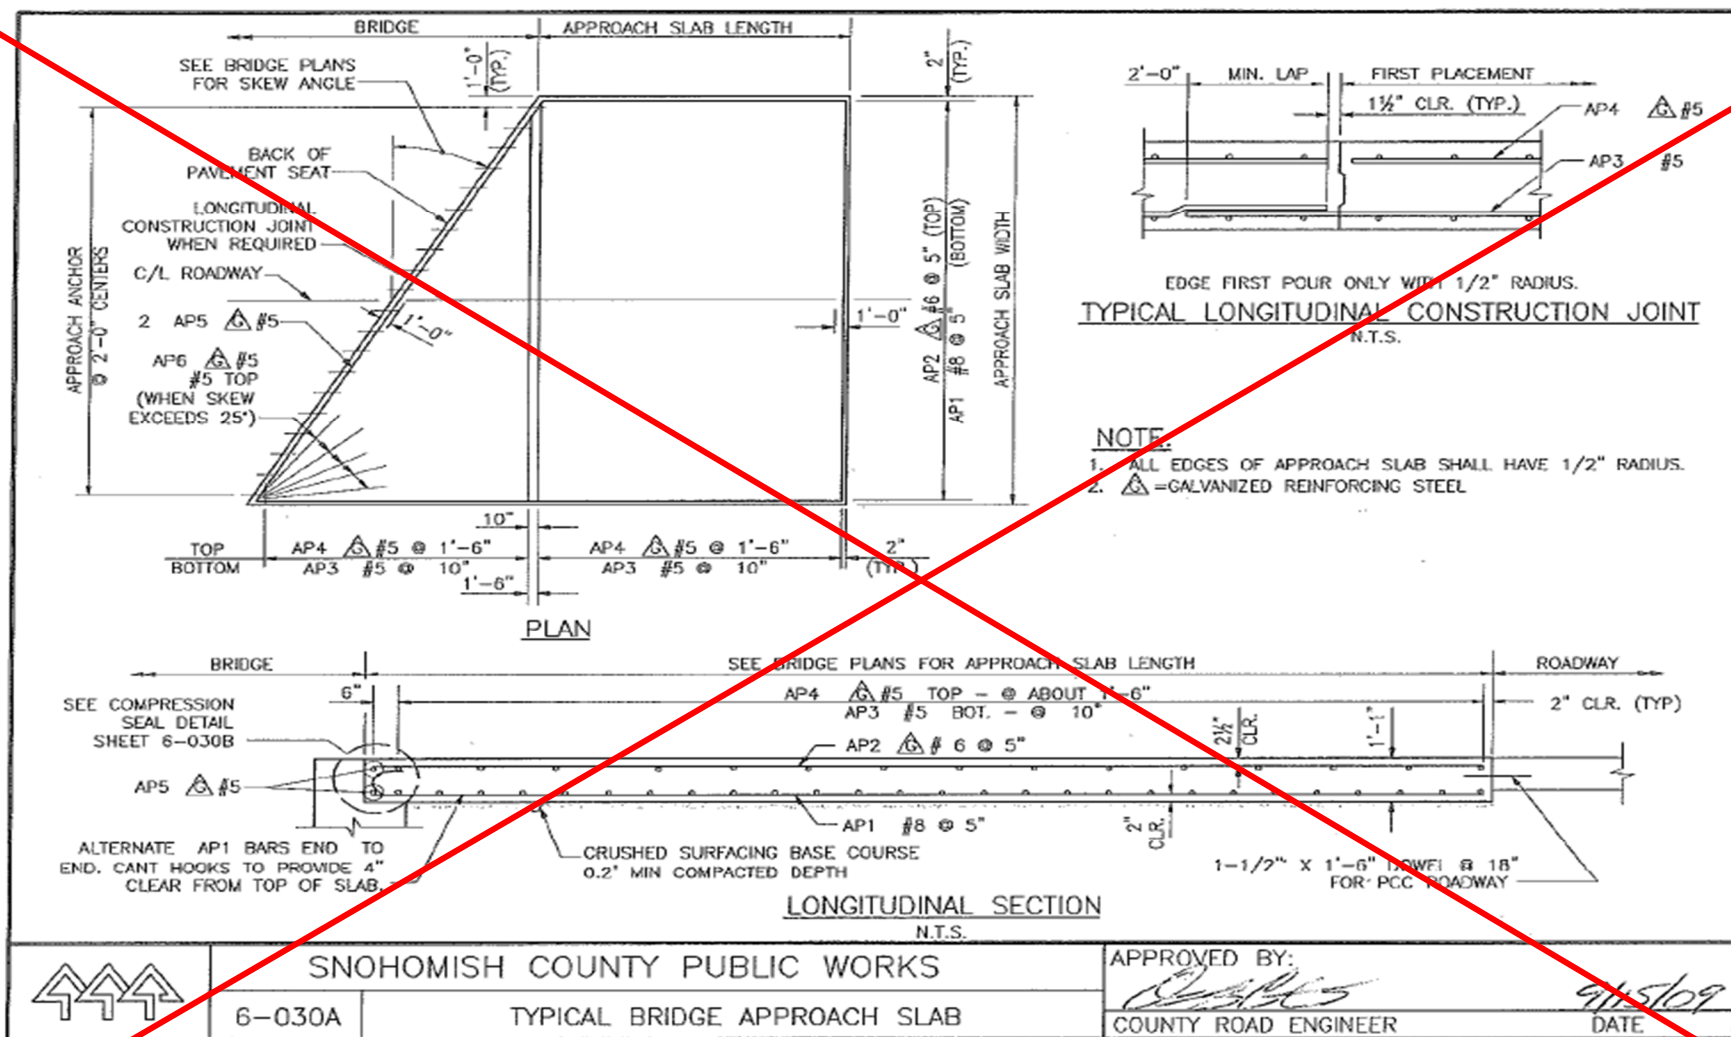 BRIDGE
APPROACH SLAB LENGTH
SEE BRIDGE PLANS
FOR SKEW ANGLE
1'-0"
(TYP.)
2"
(TYP.)
BACK OF
PAVEMENT SEAT
LONGITUDINAL
CONSTRUCTION JOINT
WHEN REQUIRED
C/L ROADWAY
2 AP5 G #5
AP6 G #5
#5 TOP
(WHEN SKEW
EXCEEDS 25°)
APPROACH ANCHOR
@ 2'-0" CENTERS
1'-0"
1'-0"
AP2 G #6 @ 5" (TOP)
AP1 #8 @ 5" (BOTTOM)
APPROACH SLAB WIDTH
10"
TOP
BOTTOM
AP4 G #5 @ 1'-6"
AP3 #5 @ 10"
AP4 G #5 @ 1'-6"
AP3 #5 @ 10"
2"
(TYP.)
1'-6"
PLAN
2'-0" MIN. LAP
FIRST PLACEMENT
1½" CLR. (TYP.)
AP4 G #5
AP3 #5
EDGE FIRST POUR ONLY WITH 1/2" RADIUS.
TYPICAL LONGITUDINAL CONSTRUCTION JOINT
N.T.S.
NOTE:
1. ALL EDGES OF APPROACH SLAB SHALL HAVE 1/2" RADIUS.
2. G =GALVANIZED REINFORCING STEEL
BRIDGE
SEE BRIDGE PLANS FOR APPROACH SLAB LENGTH
ROADWAY
6"
AP4 G #5 TOP - @ ABOUT 1'-6"
AP3 #5 BOT. - @ 10"
2" CLR. (TYP)
SEE COMPRESSION
SEAL DETAIL
SHEET 6-030B
AP2 G # 6 @ 5"
2½"
CLR.
1'-1"
AP5 G #5
AP1 #8 @ 5"
2"
CLR.
ALTERNATE AP1 BARS END TO
END. CANT HOOKS TO PROVIDE 4"
CLEAR FROM TOP OF SLAB.
CRUSHED SURFACING BASE COURSE
0.2' MIN COMPACTED DEPTH
1-1/2" X 1'-6" DOWEL @ 18"
FOR PCC ROADWAY
LONGITUDINAL SECTION
N.T.S.
SNOHOMISH COUNTY PUBLIC WORKS
6-030A
TYPICAL BRIDGE APPROACH SLAB
APPROVED BY:
9/15/09
COUNTY ROAD ENGINEER
DATE